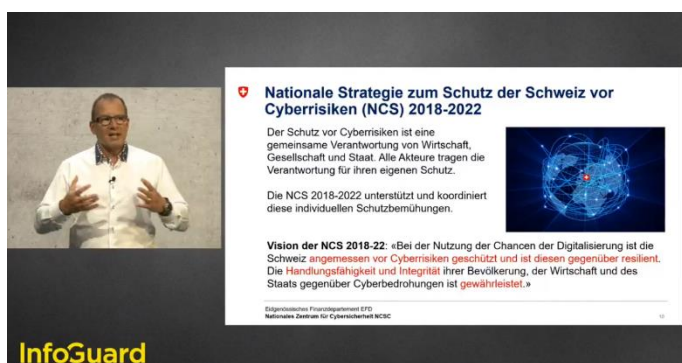 Nationale Strategie zum Schutz der Schweiz vor
Cyberrisiken (NCS) 2018-2022
Der Schutz vor Cyberrisiken ist eine
gemeinsame Verantwortung von Wirtschaft,
Gesellschaft und Staat. Alle Akteure tragen die
Verantwortung für ihren eigenen Schutz.
Die NCS 2018-2022 unterstützt und koordiniert
diese individuellen Schutzbemühungen.
Vision der NCS 2018-22: «Bei der Nutzung der Chancen der Digitalisierung ist die
Schweiz angemessen vor Cyberrisiken geschützt und ist diesen gegenüber resilient.
Die Handlungsfähigkeit und Integrität ihrer Bevölkerung, der Wirtschaft und des
Staats gegenüber Cyberbedrohungen ist gewährleistet.»
Eidgenössisches Finanzdepartement EFD
Nationales Zentrum für Cybersicherheit NCSC
InfoGuard